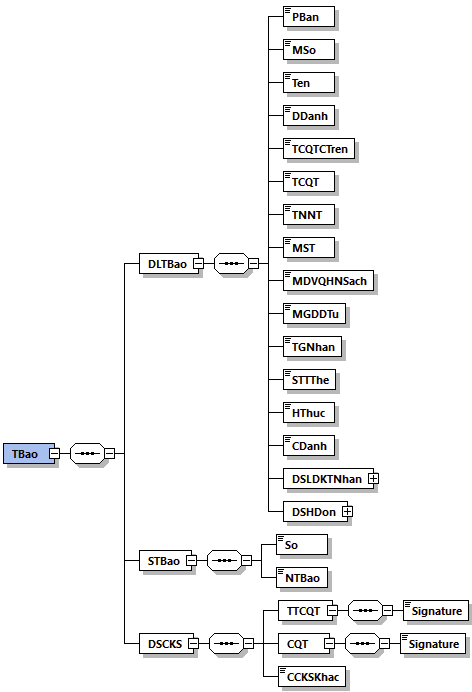 PBan
MSo
Ten
DDanh
TCQTCTren
TCQT
TNNT
MST
DLTBao
MDVQHNSach
MGDDTu
TGNhan
STTThe
HThuc
CDanh
TBao
DSLDKTNhan
DSHDon
So
STBao
NTBao
TTCQT Signature
DSCKS CQT Signature
CCKSKhac